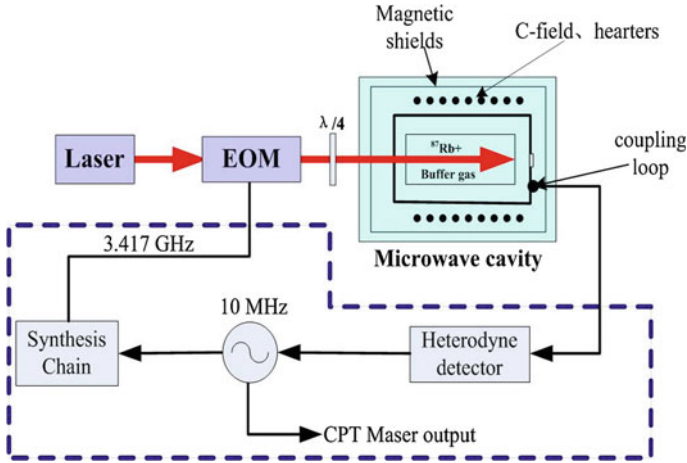 Magnetic
shields
C-field、hearters
Laser
EOM
λ/4
⁸⁷Rb+
Buffer gas
coupling
loop
Microwave cavity
3.417 GHz
10 MHz
Synthesis
Chain
Heterodyne
detector
CPT Maser output